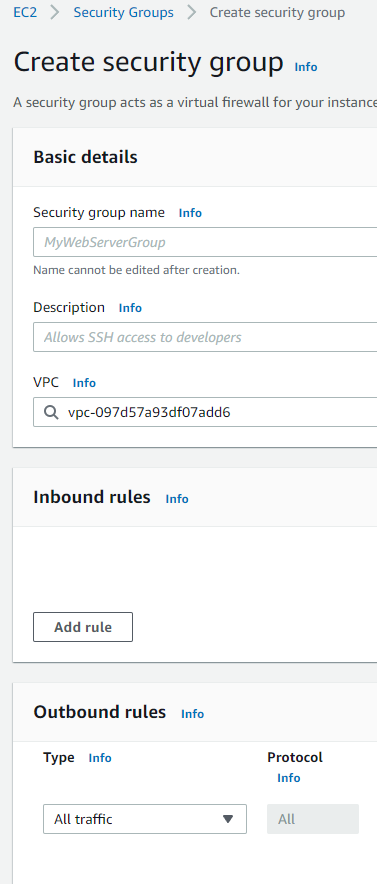 EC2 > Security Groups > Create security group
Create security group Info
A security group acts as a virtual firewall for your instance
Basic details
Security group name Info
MyWebServerGroup
Name cannot be edited after creation.
Description Info
Allows SSH access to developers
VPC Info
vpc-097d57a93df07add6
Inbound rules Info
Add rule
Outbound rules Info
Type Info Protocol
Info
All traffic All